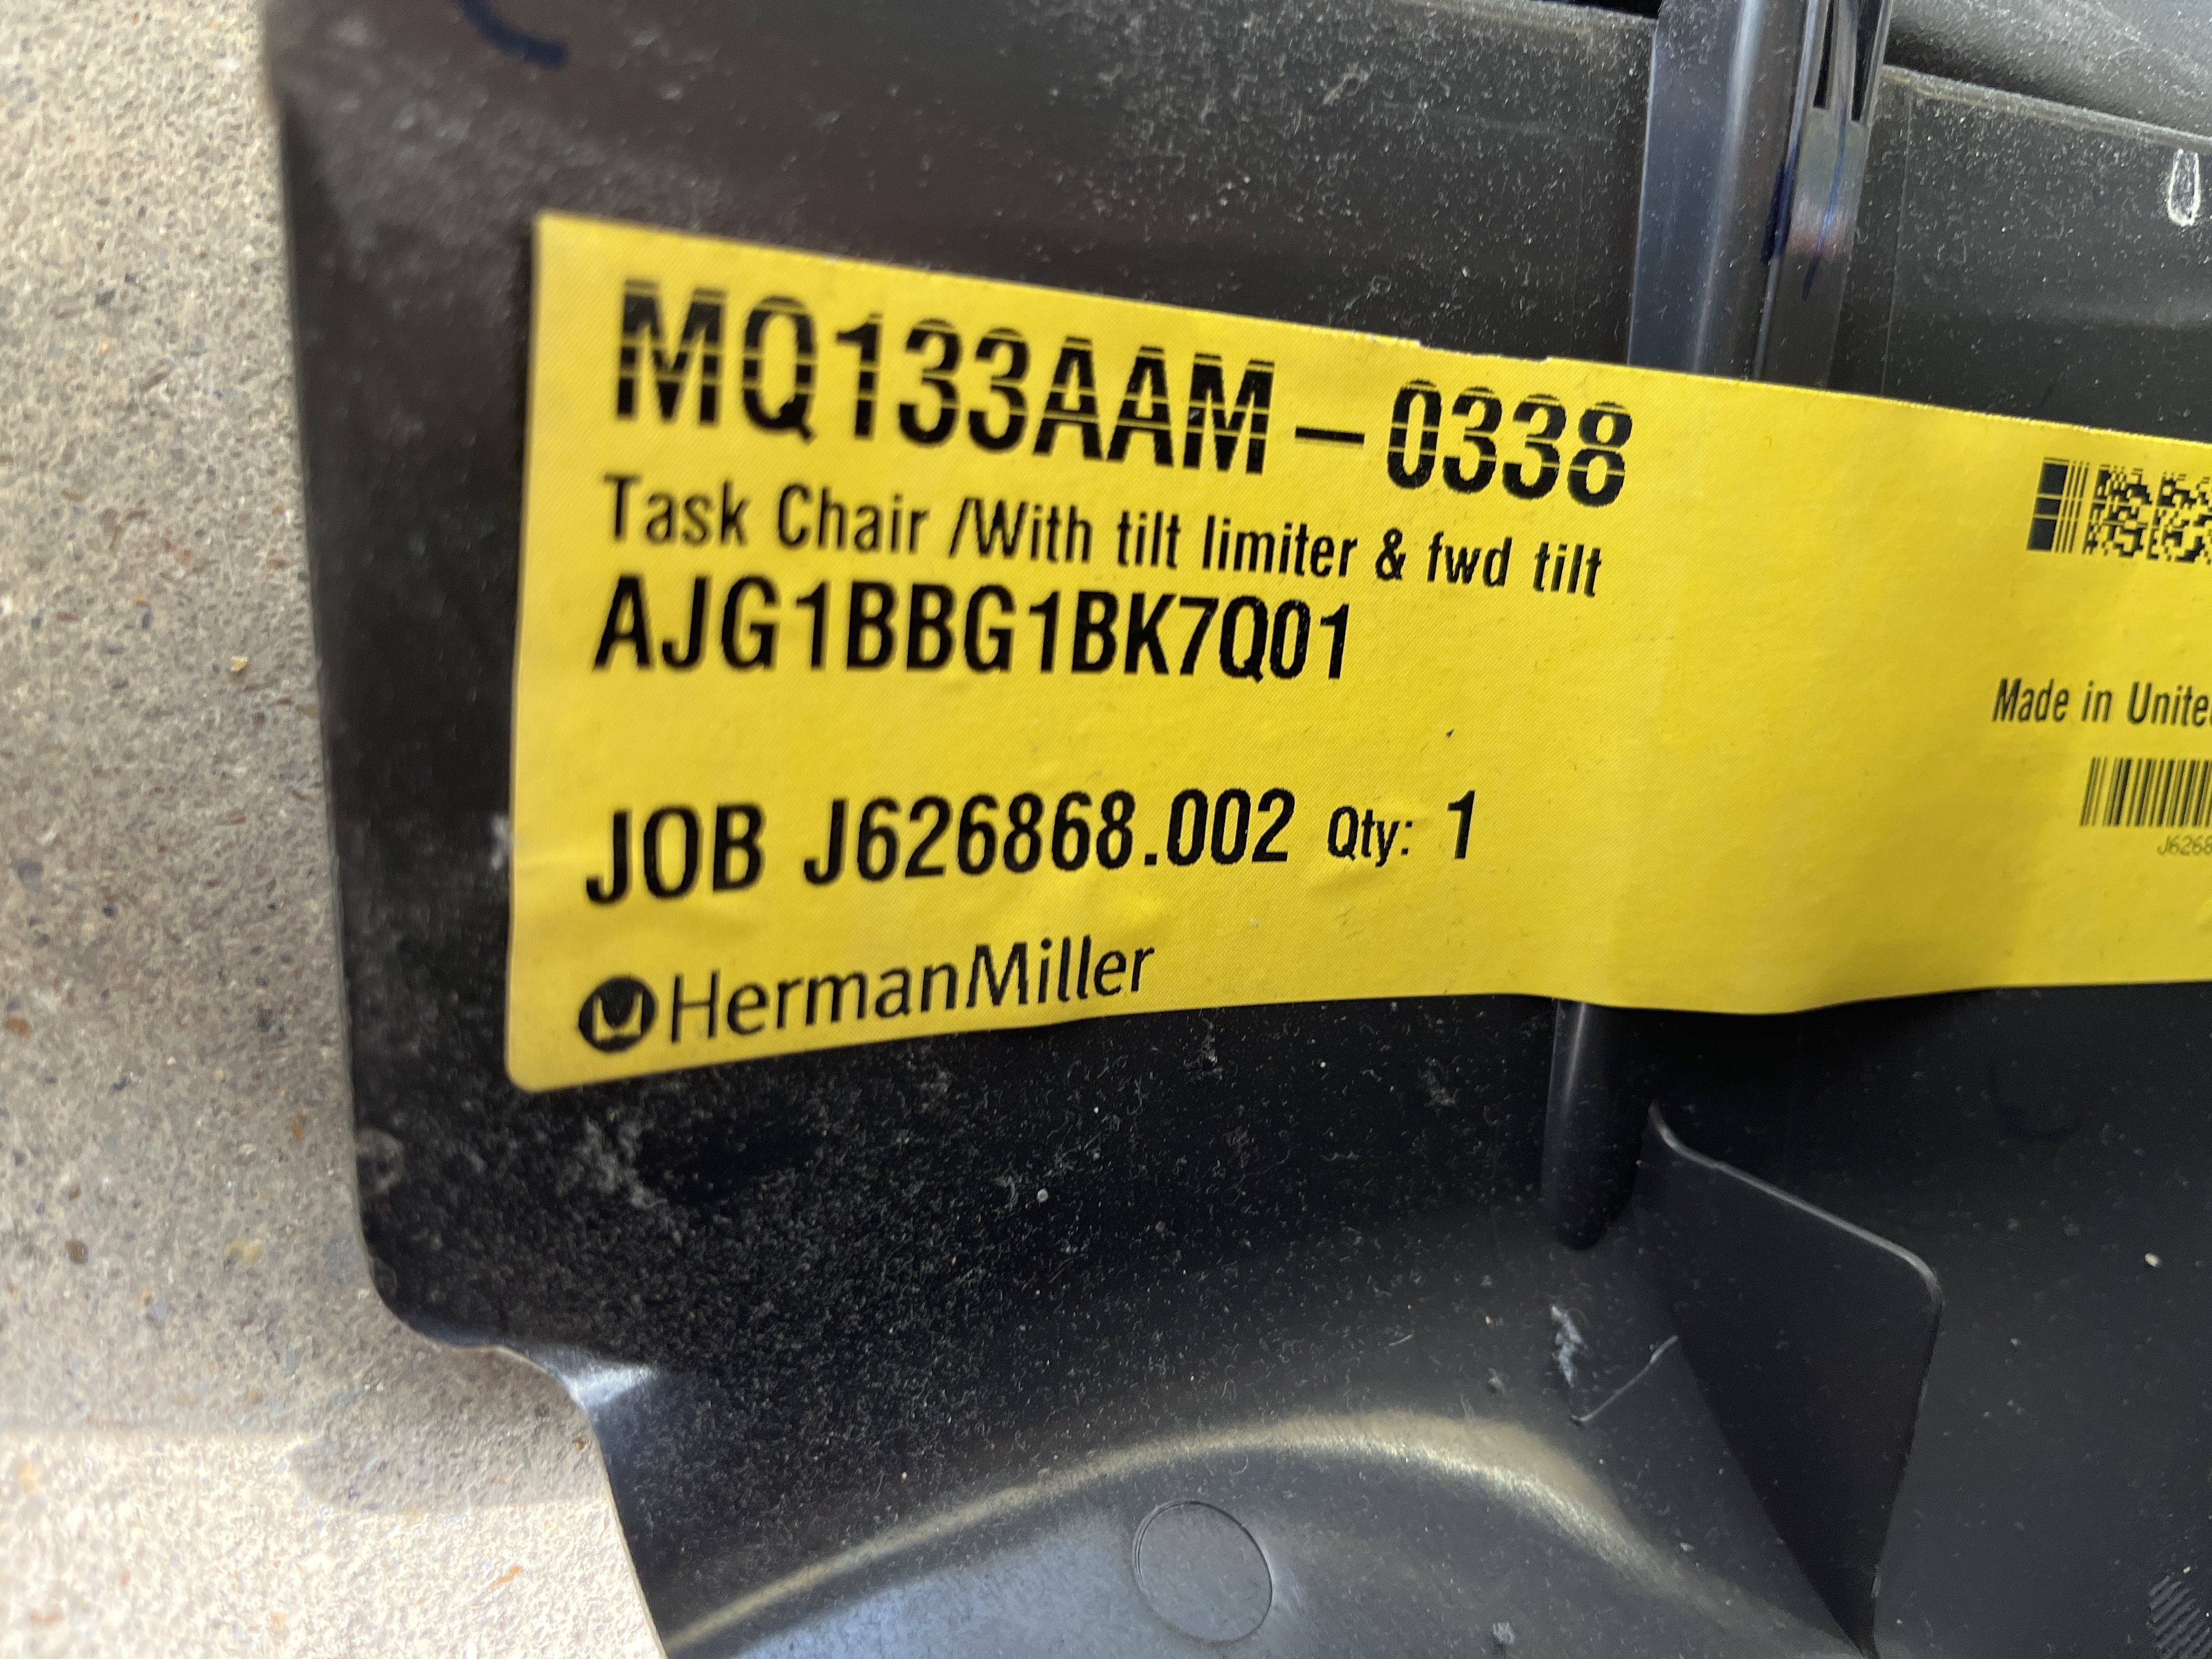 MQ133AAM-0338
Task Chair /With tilt limiter & fwd tilt
AJG1BBG1BK7Q01
Made in Unite
JOB J626868.002 Qty: 1
J6268
HermanMiller